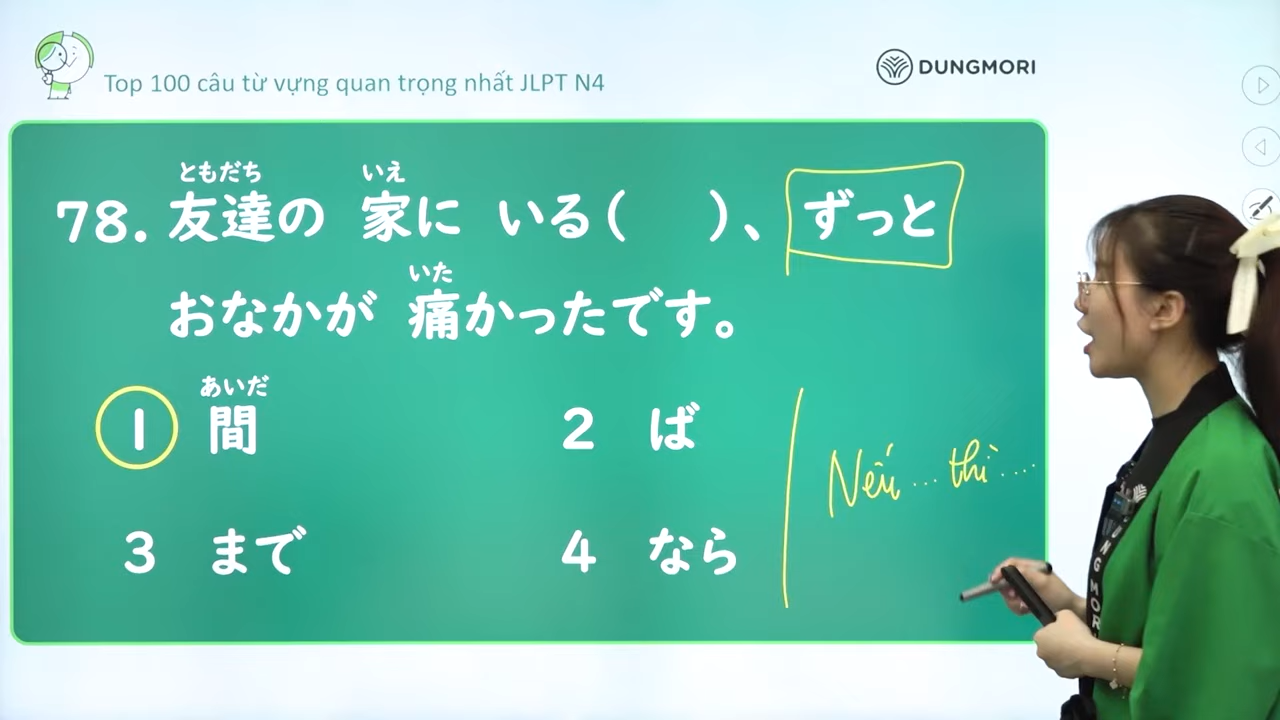 Top 100 câu từ vựng quan trọng nhất JLPT N4
DUNGMORI
ともだち いえ
78. 友達の 家に いる( )、ずっと
いた
おなかが 痛かったです。
あいだ
1 間
2 ば
3 まで
4 なら
Nếu ... thì ....